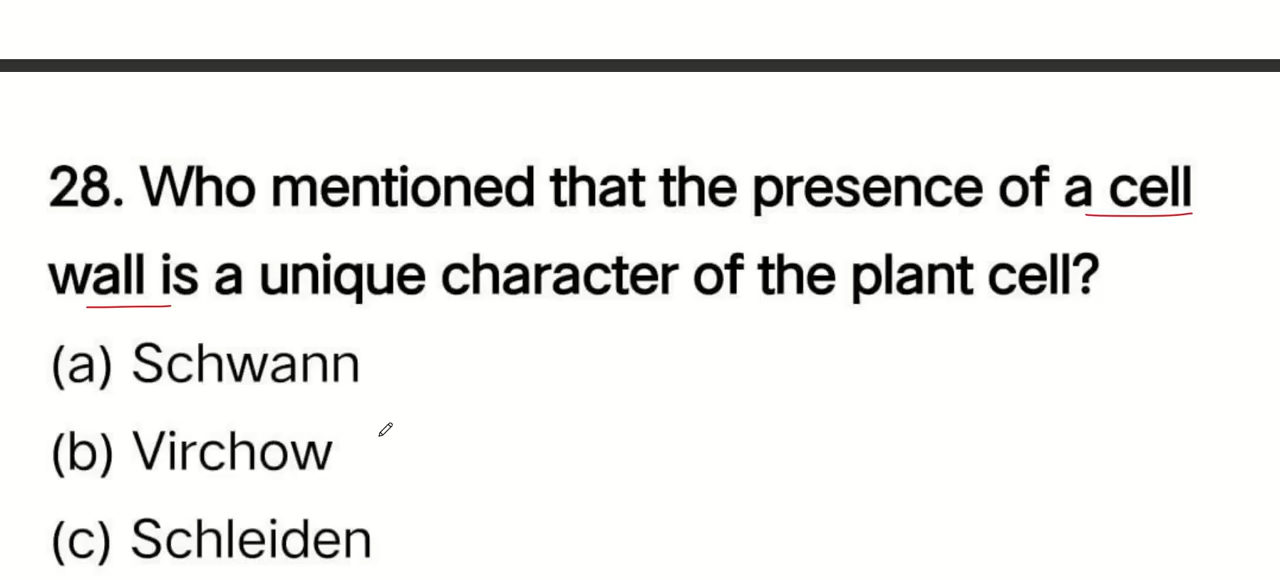 28. Who mentioned that the presence of a cell
wall is a unique character of the plant cell?
(a) Schwann
(b) Virchow
(c) Schleiden